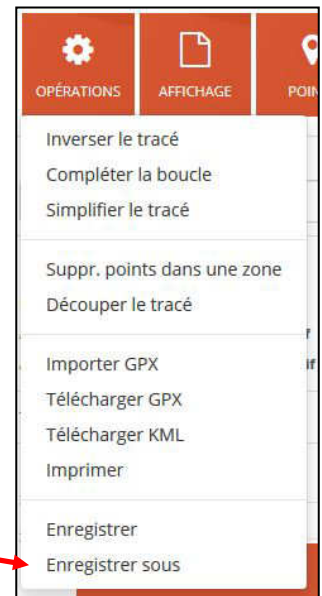 OPÉRATIONS AFFICHAGE POIN
Inverser le tracé
Compléter la boucle
Simplifier le tracé
Suppr. points dans une zone
Découper le tracé
Importer GPX
Télécharger GPX
Télécharger KML
Imprimer
Enregistrer
Enregistrer sous